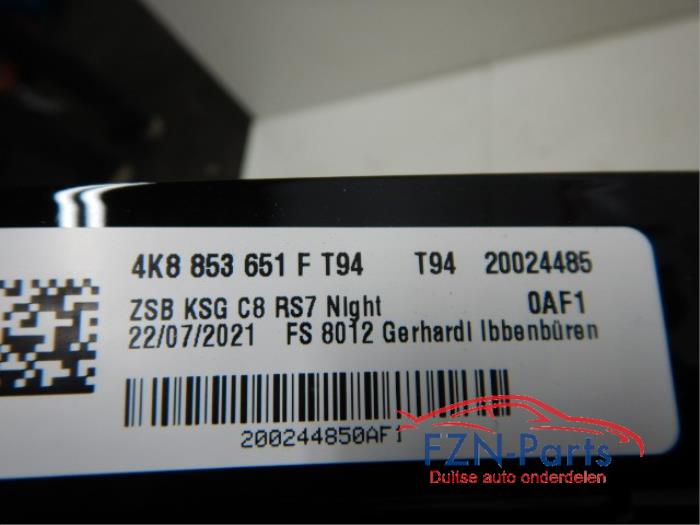 4K8 853 651 F T94 T94 20024485
ZSB KSG C8 RS7 Night 0AF1
22/07/2021 FS 8012 Gerhardi Ibbenbüren
200244850AF1
FZN-Parts
Duitse auto onderdelen